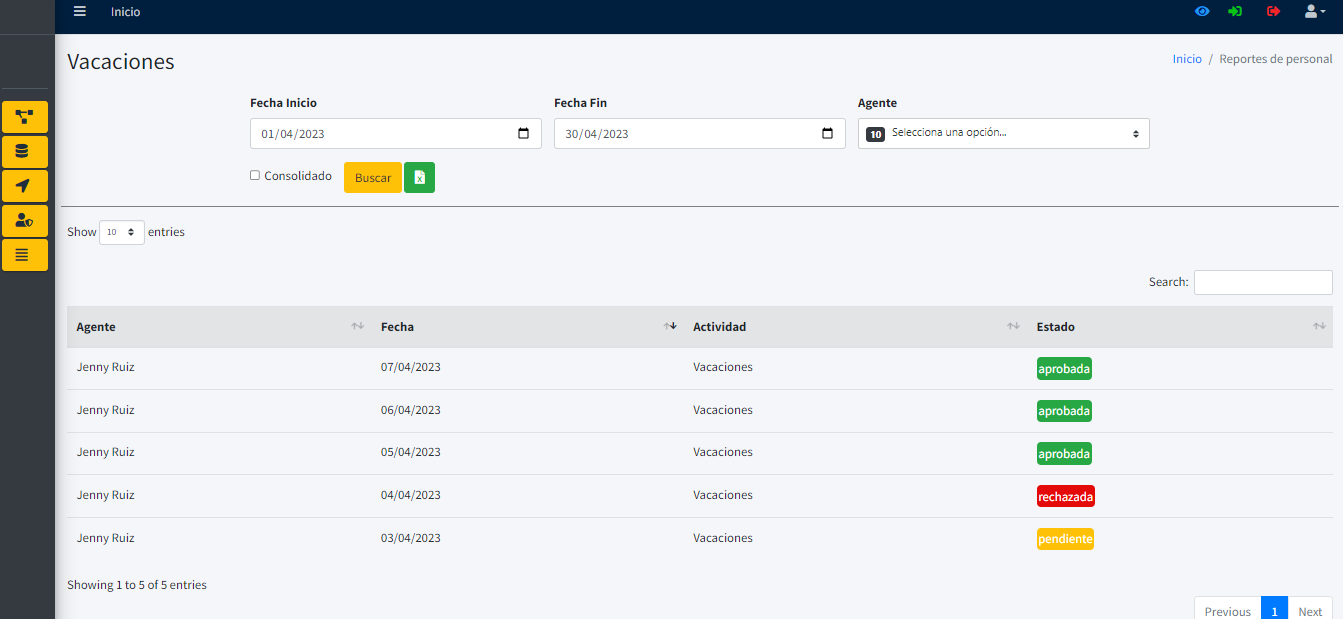 Inicio
Vacaciones
Inicio / Reportes de personal
Fecha Inicio Fecha Fin Agente
01/04/2023 30/04/2023 10 Selecciona una opción...
Consolidado Buscar
Show 10 entries
Search:
Agente Fecha Actividad Estado
Jenny Ruiz 07/04/2023 Vacaciones aprobada
Jenny Ruiz 06/04/2023 Vacaciones aprobada
Jenny Ruiz 05/04/2023 Vacaciones aprobada
Jenny Ruiz 04/04/2023 Vacaciones rechazada
Jenny Ruiz 03/04/2023 Vacaciones pendiente
Showing 1 to 5 of 5 entries
Previous 1 Next